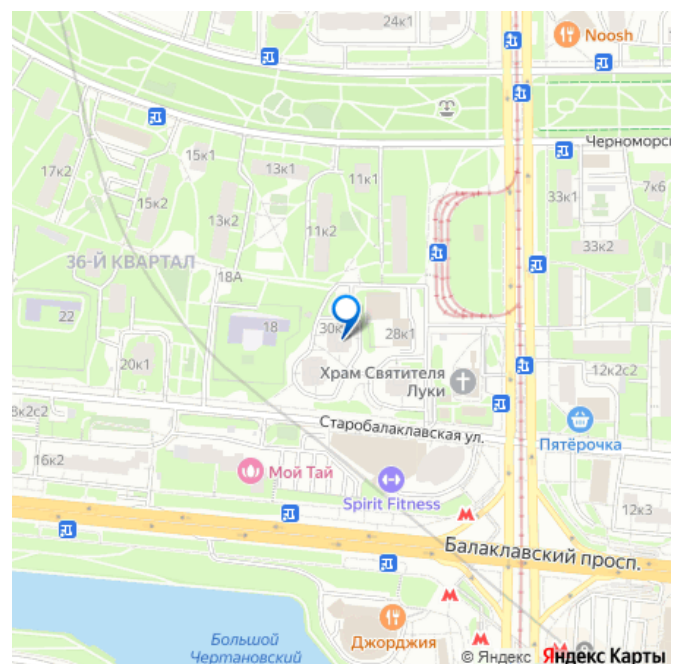 24к1
Noosh
Черноморс
15к1
13к1
11к1
17к2
15к2
13к2
11к2
33к1
7к6
33к2
36-Й КВАРТАЛ
18А
22
18
30к
28к1
20к1
Храм Святителя
Луки
12к2с2
8к2с2
Старобалаклавская ул.
Пятёрочка
16к2
Мой Тай
Spirit Fitness
12к3
Балаклавский просп.
Большой
Чертановский
Джорджия
© Яндекс Яндекс Карты